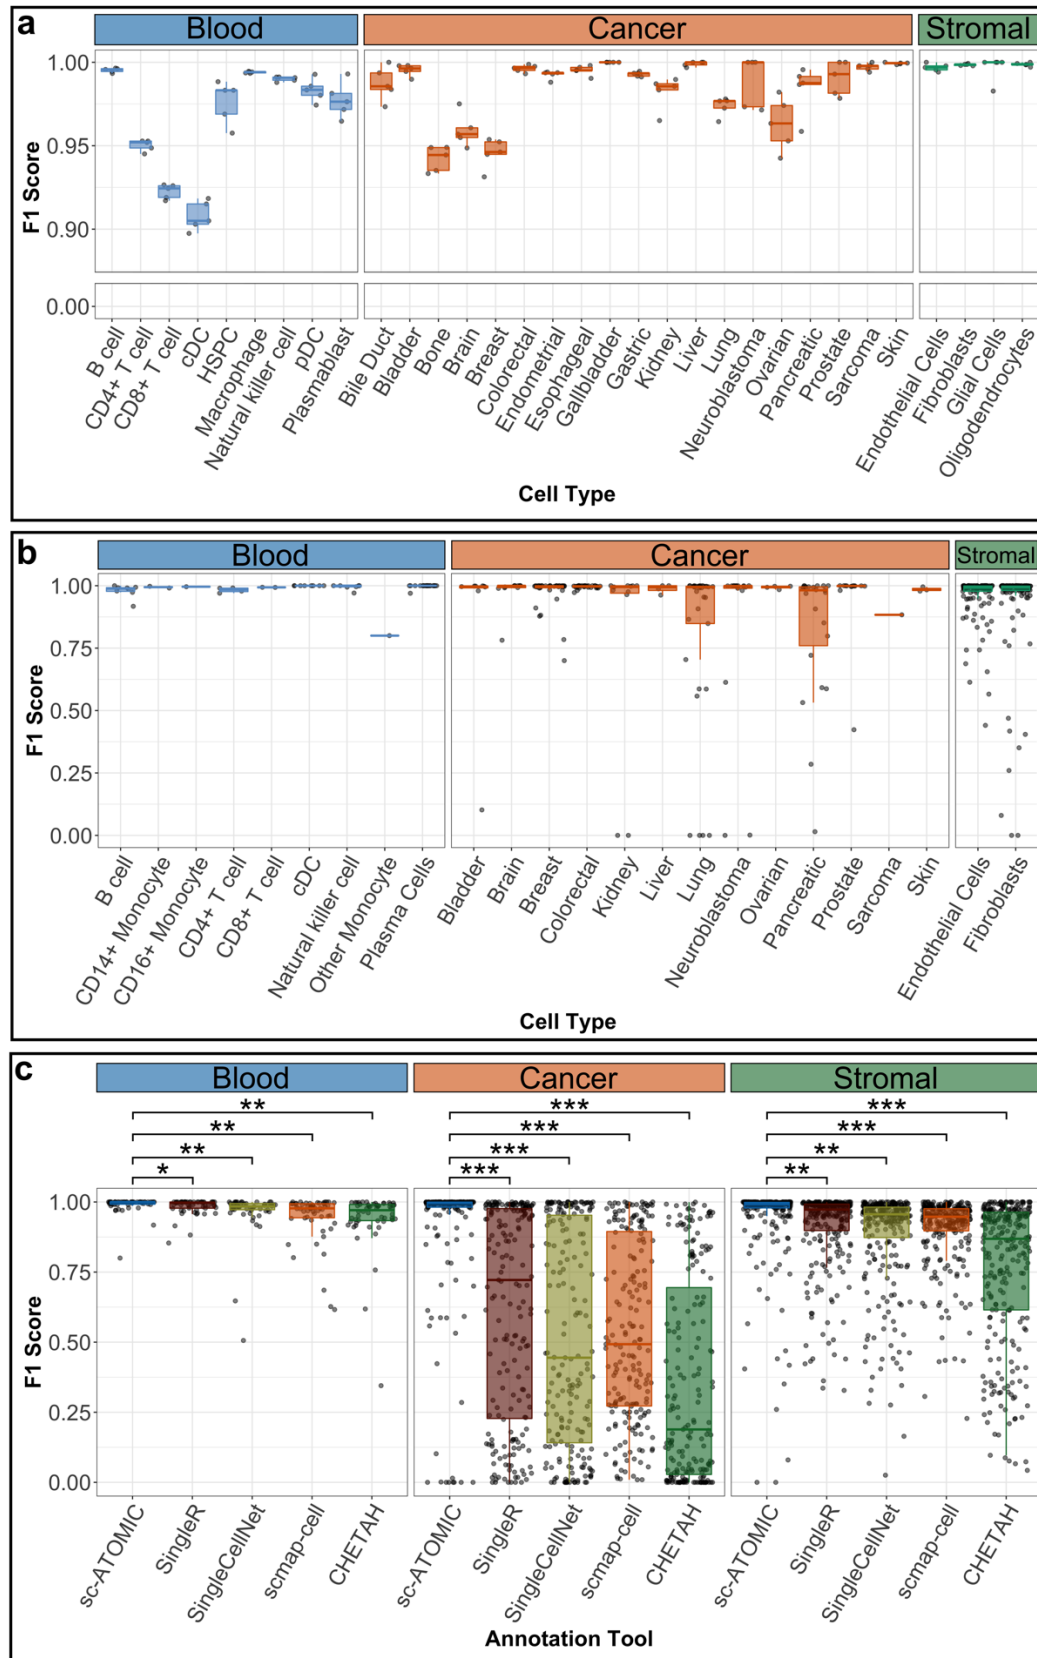 a
Blood Cancer Stromal
1.00
0.95
0.90
0.00
F1 Score
B cell
CD4+ T cell
CD8+ T cell
cDC
HSPC
Macrophage
Natural killer cell
pDC
Plasmablast
Bile Duct
Bladder
Bone
Brain
Breast
Colorectal
Endometrial
Esophageal
Gallbladder
Gastric
Kidney
Liver
Lung
Neuroblastoma
Ovarian
Pancreatic
Prostate
Sarcoma
Skin
Endothelial Cells
Fibroblasts
Glial Cells
Oligodendrocytes
Cell Type
b
Blood Cancer Stromal
1.00
0.75
0.50
0.25
0.00
F1 Score
B cell
CD14+ Monocyte
CD16+ Monocyte
CD4+ T cell
CD8+ T cell
cDC
Natural killer cell
Other Monocyte
Plasma Cells
Bladder
Brain
Breast
Colorectal
Kidney
Liver
Lung
Neuroblastoma
Ovarian
Pancreatic
Prostate
Sarcoma
Skin
Endothelial Cells
Fibroblasts
Cell Type
c
Blood Cancer Stromal
** *** ***
** *** ***
** *** **
* *** **
1.00
0.75
0.50
0.25
0.00
F1 Score
sc-ATOMIC
SingleR
SingleCellNet
scmap-cell
CHETAH
sc-ATOMIC
SingleR
SingleCellNet
scmap-cell
CHETAH
sc-ATOMIC
SingleR
SingleCellNet
scmap-cell
CHETAH
Annotation Tool